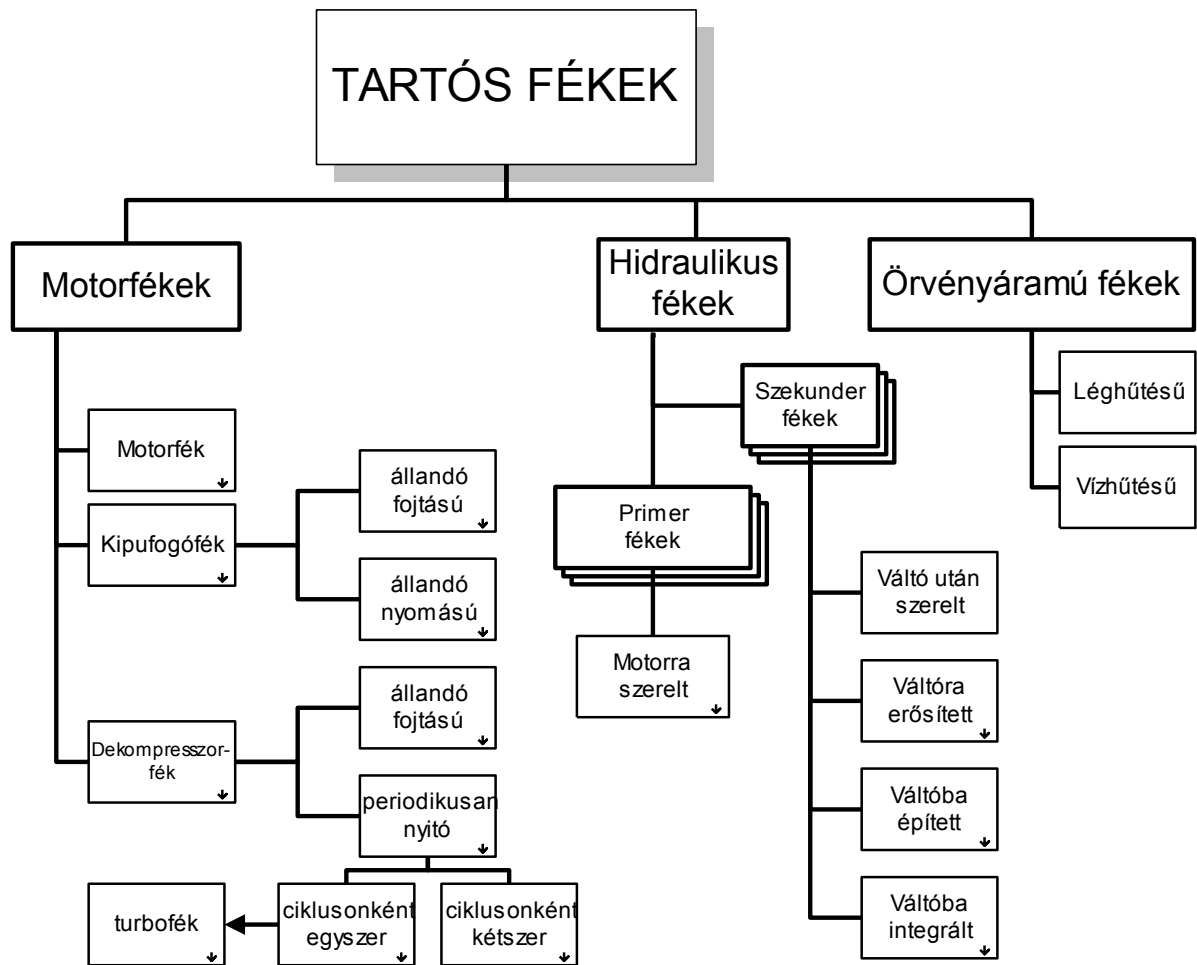 TARTÓS FÉKEK
Motorfékek
Hidraulikus
fékek
Örvényáramú fékek
Motorfék
Kipufogófék
állandó
fojtású
állandó
nyomású
Dekompresszor-
fék
állandó
fojtású
periodikusan
nyitó
turbofék
ciklusonként
egyszer
ciklusonként
kétszer
Szekunder
fékek
Primer
fékek
Motorra
szerelt
Váltó után
szerelt
Váltóra
erősített
Váltóba
épített
Váltóba
integrált
Léghűtésű
Vízhűtésű